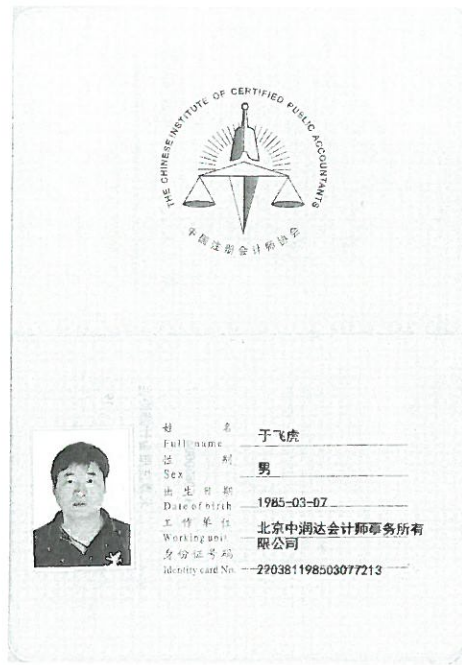 THE CHINESE INSTITUTE OF CERTIFIED PUBLIC ACCOUNTANTS
中国注册会计师协会
姓 名 于飞虎
Full name
性 别 男
Sex
出生日期 1985-03-07
Date of birth
工作单位 北京中润达会计师事务所有
Working unit 限公司
身份证号码
Identity card No. 220381198503077213